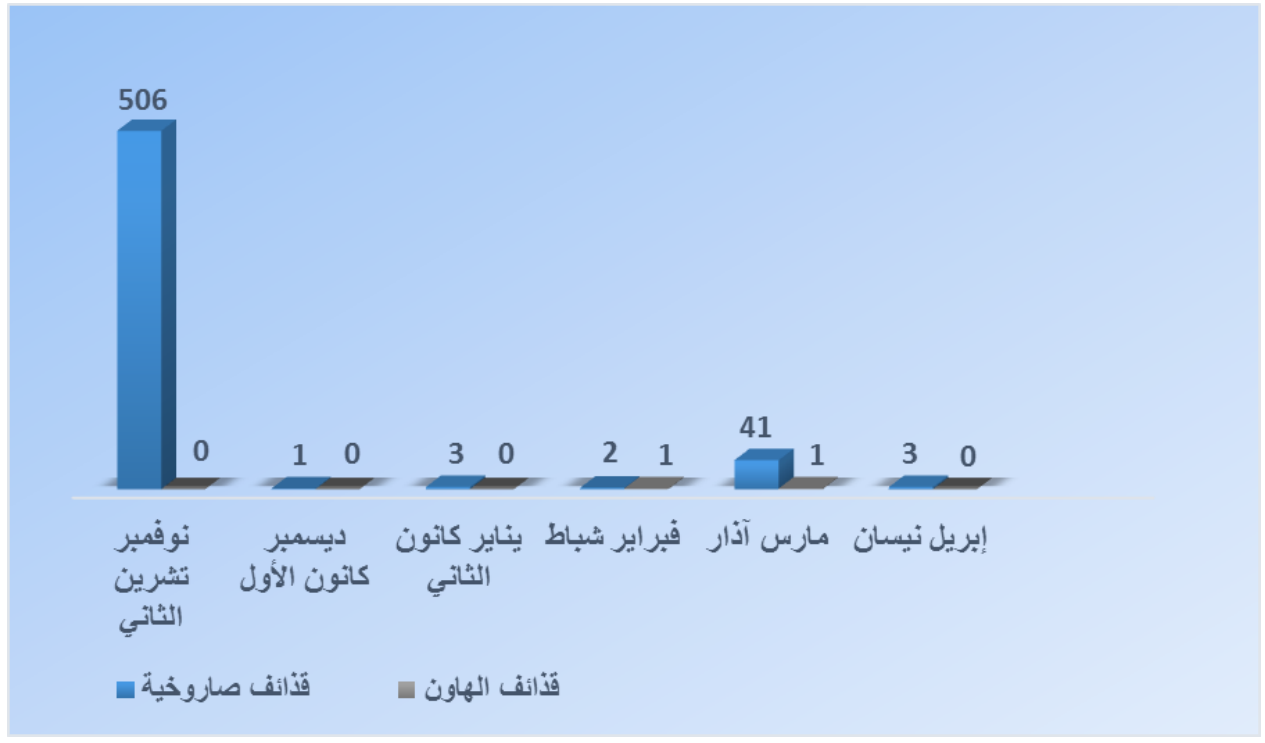 506
0
1 0
3 0
2 1
41
1
3 0
نوفمبر
تشرين
الثاني
ديسمبر
كانون الأول
يناير كانون
الثاني
فبراير شباط
مارس آذار
إبريل نيسان
قذائف صاروخية
قذائف الهاون